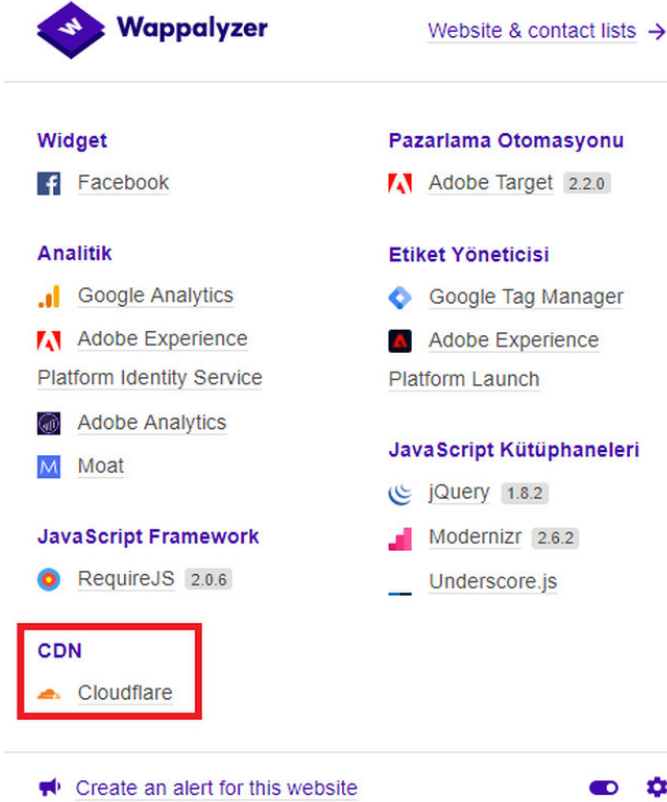 Wappalyzer
Website & contact lists →
Widget
Facebook
Analitik
Google Analytics
Adobe Experience
Platform Identity Service
Adobe Analytics
Moat
JavaScript Framework
RequireJS 2.0.6
CDN
Cloudflare
Pazarlama Otomasyonu
Adobe Target 2.2.0
Etiket Yöneticisi
Google Tag Manager
Adobe Experience
Platform Launch
JavaScript Kütüphaneleri
jQuery 1.8.2
Modernizr 2.6.2
Underscore.js
Create an alert for this website